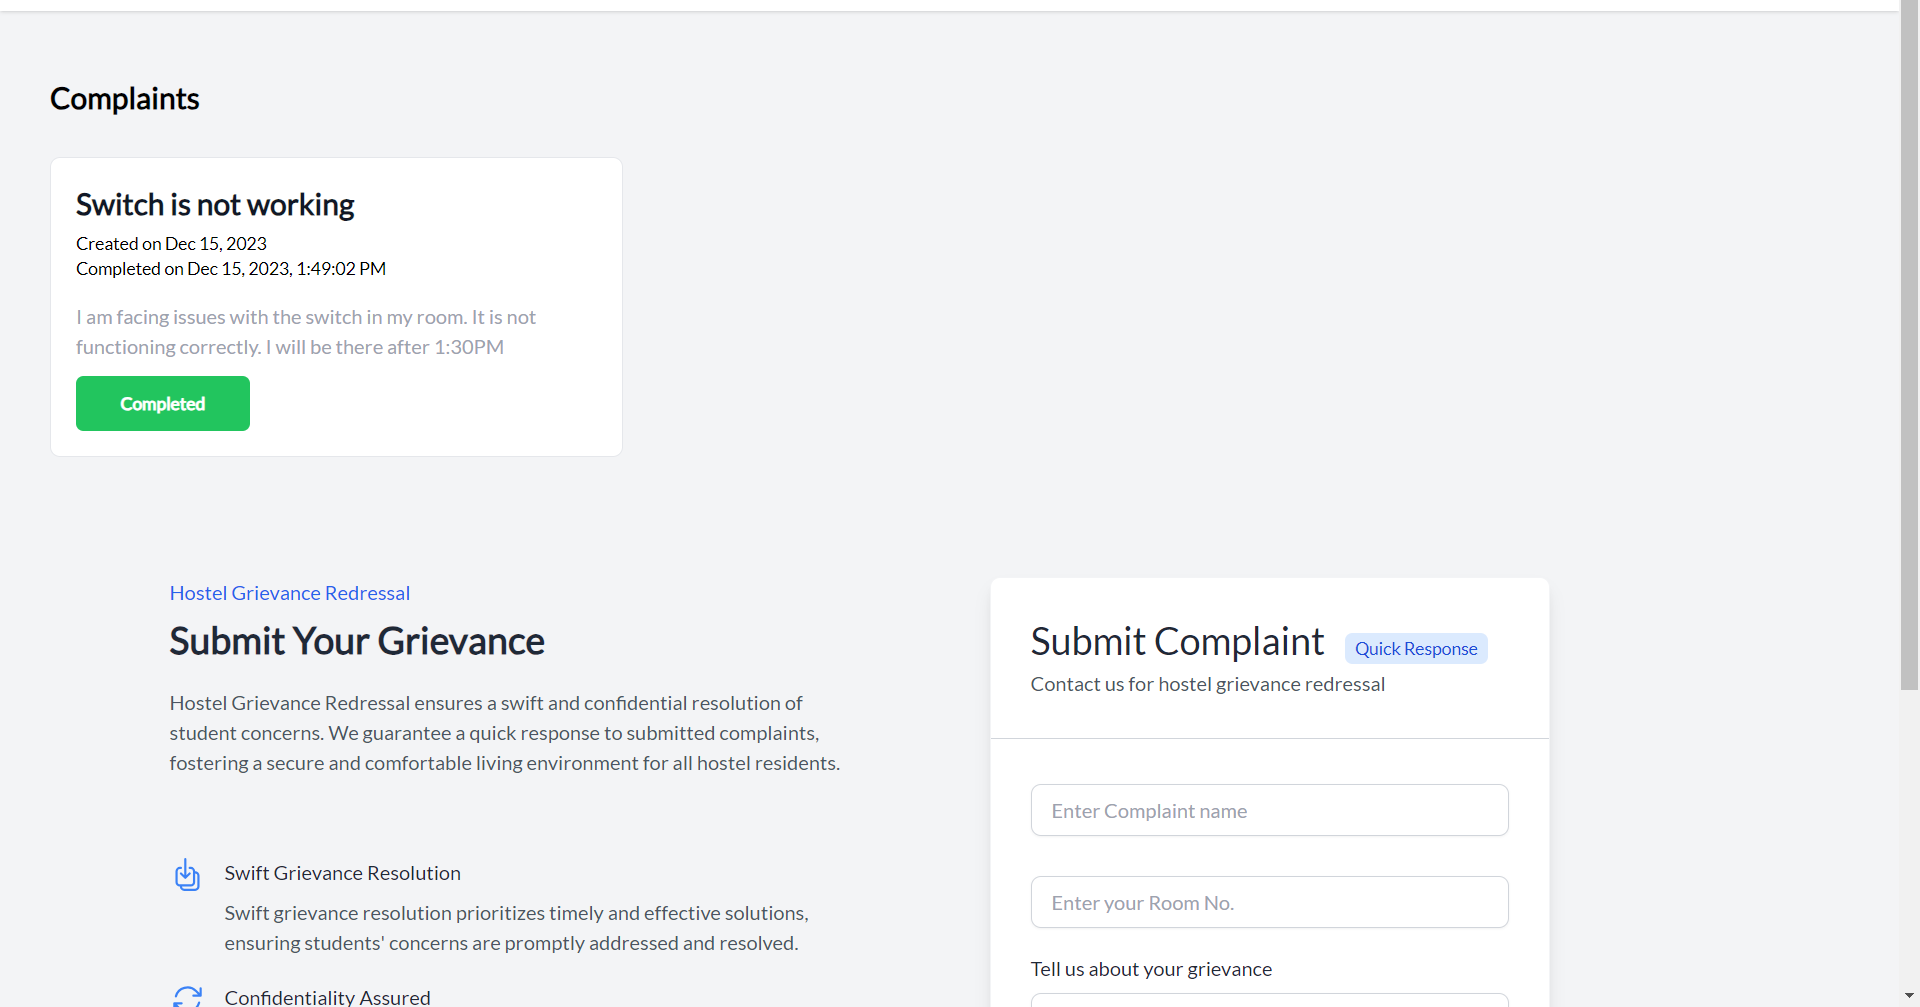 Complaints
Switch is not working
Created on Dec 15, 2023
Completed on Dec 15, 2023, 1:49:02 PM
I am facing issues with the switch in my room. It is not
functioning correctly. I will be there after 1:30PM
Completed
Hostel Grievance Redressal
Submit Your Grievance
Hostel Grievance Redressal ensures a swift and confidential resolution of
student concerns. We guarantee a quick response to submitted complaints,
fostering a secure and comfortable living environment for all hostel residents.
Swift Grievance Resolution
Swift grievance resolution prioritizes timely and effective solutions,
ensuring students' concerns are promptly addressed and resolved.
Confidentiality Assured
Submit Complaint
Quick Response
Contact us for hostel grievance redressal
Enter Complaint name
Enter your Room No.
Tell us about your grievance